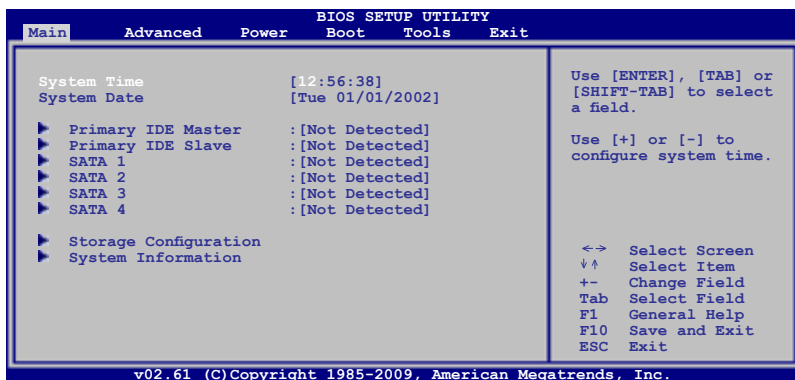 BIOS SETUP UTILITY
Main Advanced Power Boot Tools Exit
System Time [12:56:38]
System Date [Tue 01/01/2002]
Primary IDE Master :[Not Detected]
Primary IDE Slave :[Not Detected]
SATA 1 :[Not Detected]
SATA 2 :[Not Detected]
SATA 3 :[Not Detected]
SATA 4 :[Not Detected]
Storage Configuration
System Information
Use [ENTER], [TAB] or
[SHIFT-TAB] to select
a field.
Use [+] or [-] to
configure system time.
←→ Select Screen
↓↑ Select Item
+- Change Field
Tab Select Field
F1 General Help
F10 Save and Exit
ESC Exit
v02.61 (C)Copyright 1985-2009, American Megatrends, Inc.